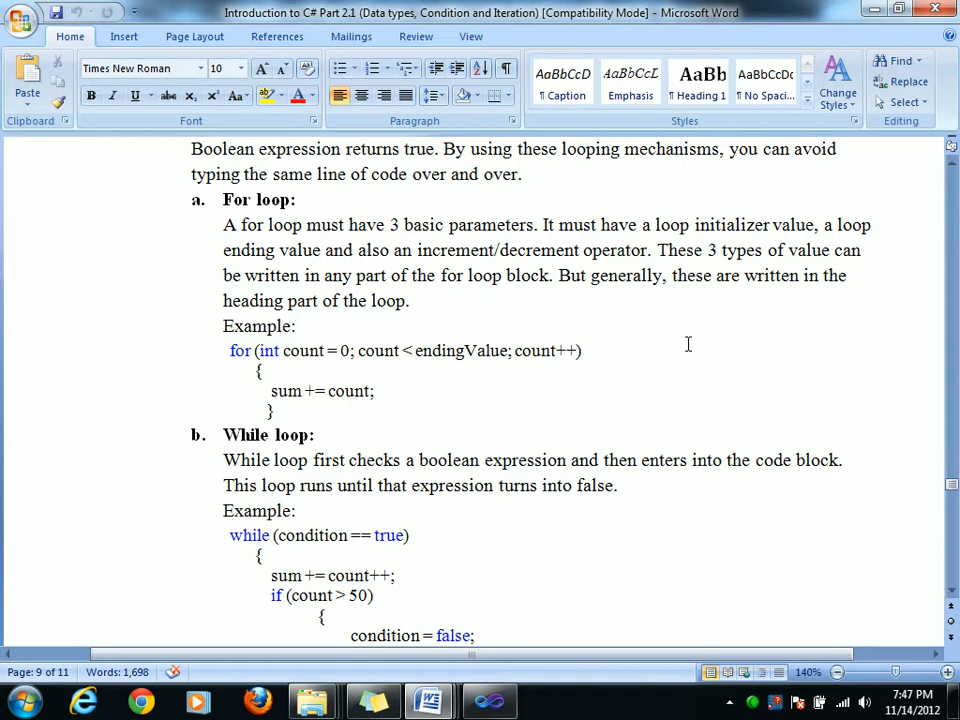 Introduction to C# Part 2.1 (Data types, Condition and Iteration) [Compatibility Mode] - Microsoft Word
Home Insert Page Layout References Mailings Review View
Paste
Times New Roman 10
B I U abc X₂ X² Aa A
AaBbCcD AaBbCcL AaBb AaBbCcDc
¶ Caption Emphasis ¶ Heading 1 ¶ No Spaci...
Change Styles
Find
Replace
Select
Clipboard Font Paragraph Styles Editing
Boolean expression returns true. By using these looping mechanisms, you can avoid
typing the same line of code over and over.
a. For loop:
A for loop must have 3 basic parameters. It must have a loop initializer value, a loop
ending value and also an increment/decrement operator. These 3 types of value can
be written in any part of the for loop block. But generally, these are written in the
heading part of the loop.
Example:
for (int count = 0; count < endingValue; count++)
{
sum += count;
}
b. While loop:
While loop first checks a boolean expression and then enters into the code block.
This loop runs until that expression turns into false.
Example:
while (condition == true)
{
sum += count++;
if (count > 50)
{
condition = false;
Page: 9 of 11 Words: 1,698 140%
7:47 PM
11/14/2012